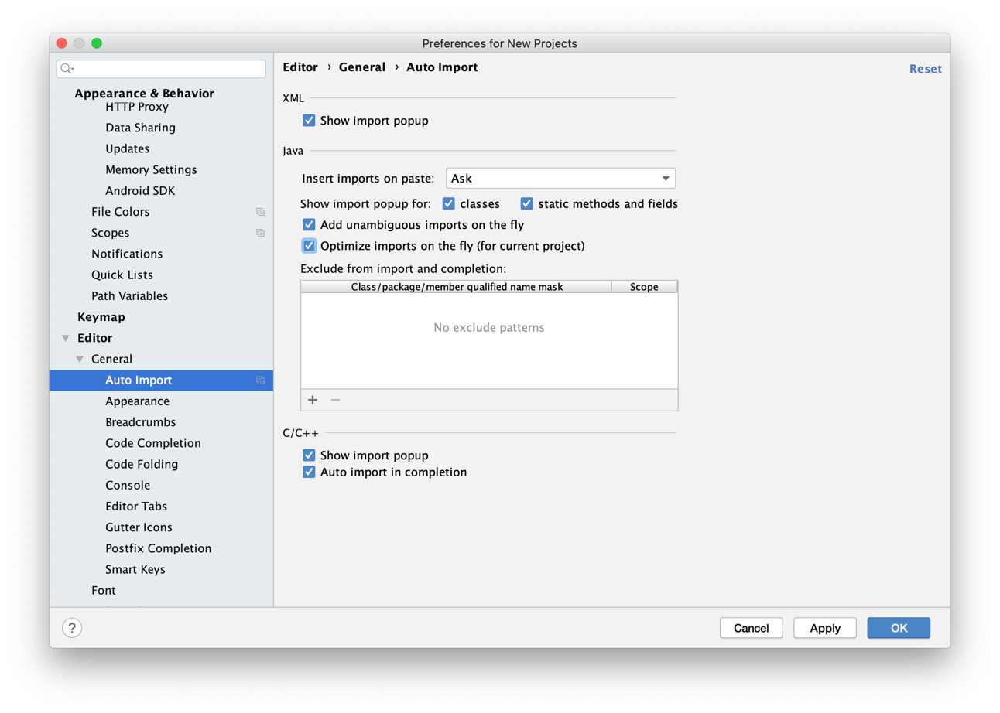 Preferences for New Projects
Appearance & Behavior
HTTP Proxy
Data Sharing
Updates
Memory Settings
Android SDK
File Colors
Scopes
Notifications
Quick Lists
Path Variables
Keymap
Editor
General
Auto Import
Appearance
Breadcrumbs
Code Completion
Code Folding
Console
Editor Tabs
Gutter Icons
Postfix Completion
Smart Keys
Font
Editor › General › Auto Import
Reset
XML
Show import popup
Java
Insert imports on paste: Ask
Show import popup for: classes static methods and fields
Add unambiguous imports on the fly
Optimize imports on the fly (for current project)
Exclude from import and completion:
Class/package/member qualified name mask Scope
No exclude patterns
C/C++
Show import popup
Auto import in completion
? Cancel Apply OK